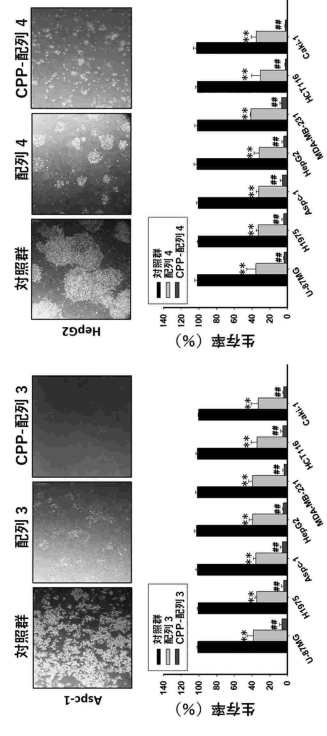 対照群 配列 3 CPP-配列 3
Aspc-1
対照群
配列 3
CPP-配列 3
生存率 (%)
140
120
100
80
60
40
20
0
** ** ** ** ** ** **
## ## ## ## ## ## ##
U-87MG H1975 Aspc-1 HepG2 MDA-MB-231 HCT116 Caki-1
対照群 配列 4 CPP-配列 4
HepG2
対照群
配列 4
CPP-配列 4
生存率 (%)
140
120
100
80
60
40
20
0
** ** ** ** ** ** **
## ## ## ## ## ## ##
U-87MG H1975 Aspc-1 HepG2 MDA-MB-231 HCT116 Caki-1